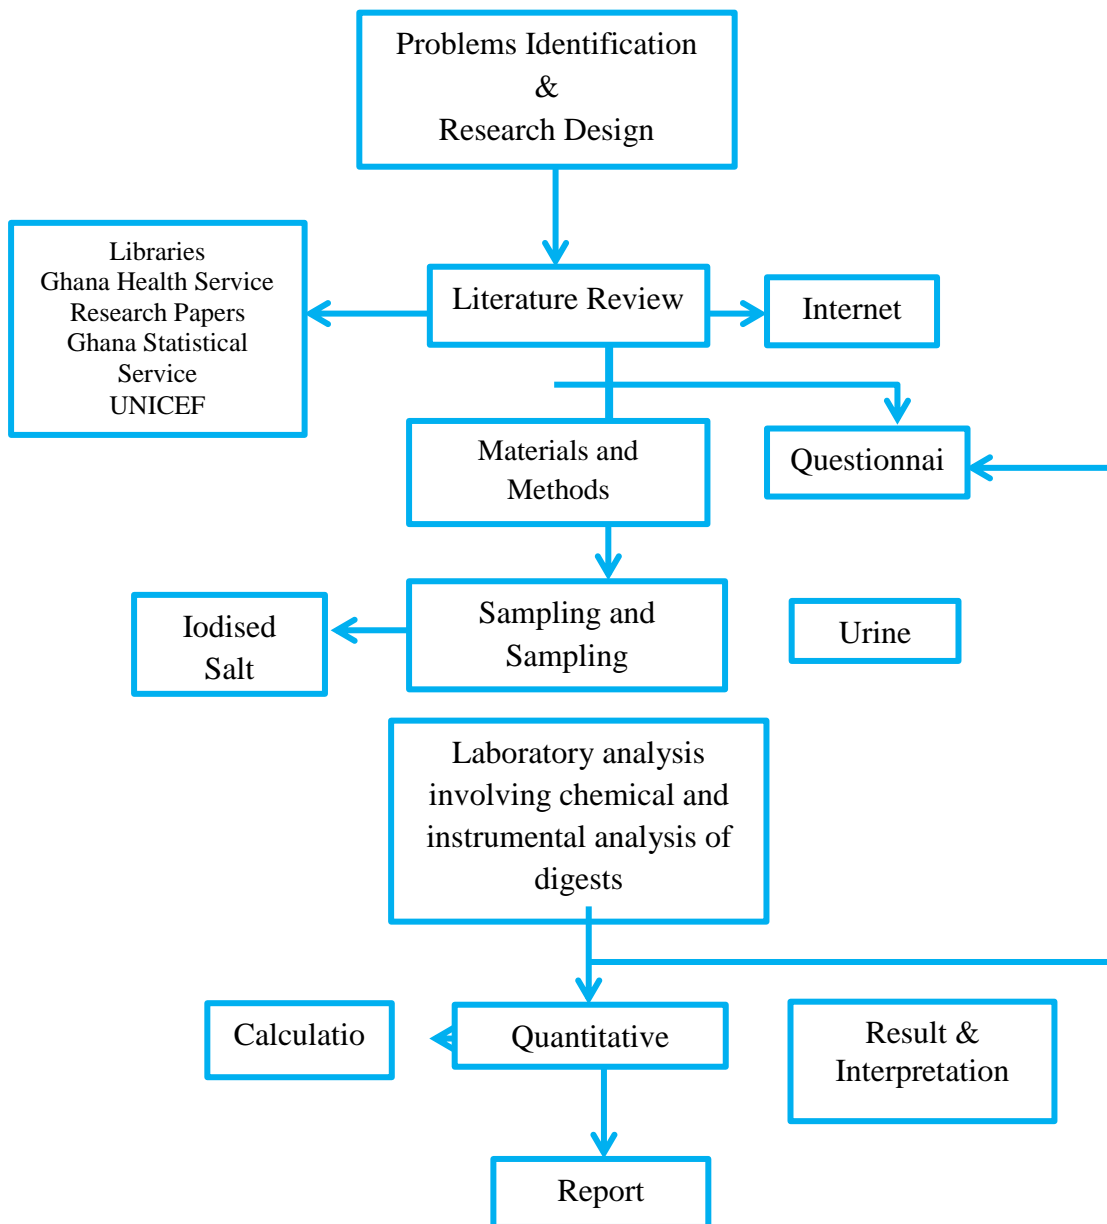 Problems Identification
&
Research Design
Libraries
Ghana Health Service
Research Papers
Ghana Statistical
Service
UNICEF
Literature Review
Internet
Materials and
Methods
Questionnai
Iodised
Salt
Sampling and
Sampling
Urine
Laboratory analysis
involving chemical and
instrumental analysis of
digests
Calculatio
Quantitative
Result &
Interpretation
Report